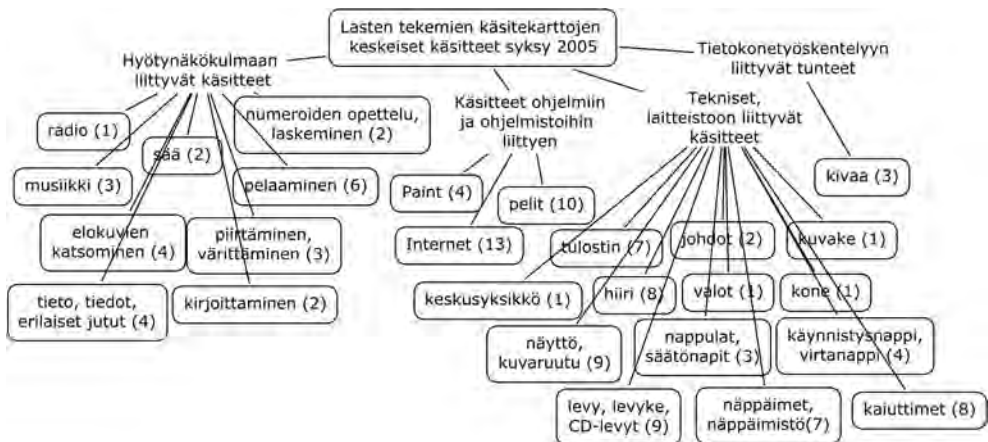 Lasten tekemien käsitekarttojen
keskeiset käsitteet syksy 2005
Hyötynäkökulmaan
liittyvät käsitteet
radio (1)
musiikki (3)
sää (2)
numeroiden opettelu,
laskeminen (2)
pelaaminen (6)
elokuvien
katsominen (4)
piirtäminen,
värittäminen (3)
tieto, tiedot,
erilaiset jutut (4)
kirjoittaminen (2)
Käsitteet ohjelmiin
ja ohjelmistoihin
liittyen
Paint (4)
pelit (10)
Internet (13)
Tekniset,
laitteistoon liittyvät
käsitteet
tulostin (7)
johdot (2)
kuvake (1)
keskusyksikkö (1)
hiiri (8)
valot (1)
kone (1)
näyttö,
kuvaruutu (9)
nappulat,
säätönapit (3)
käynnistysnappi,
virtanappi (4)
levy, levyke,
CD-levyt (9)
näppäimet,
näppäimistö(7)
kaiuttimet (8)
Tietokonetyöskentelyyn
liittyvät tunteet
kivaa (3)